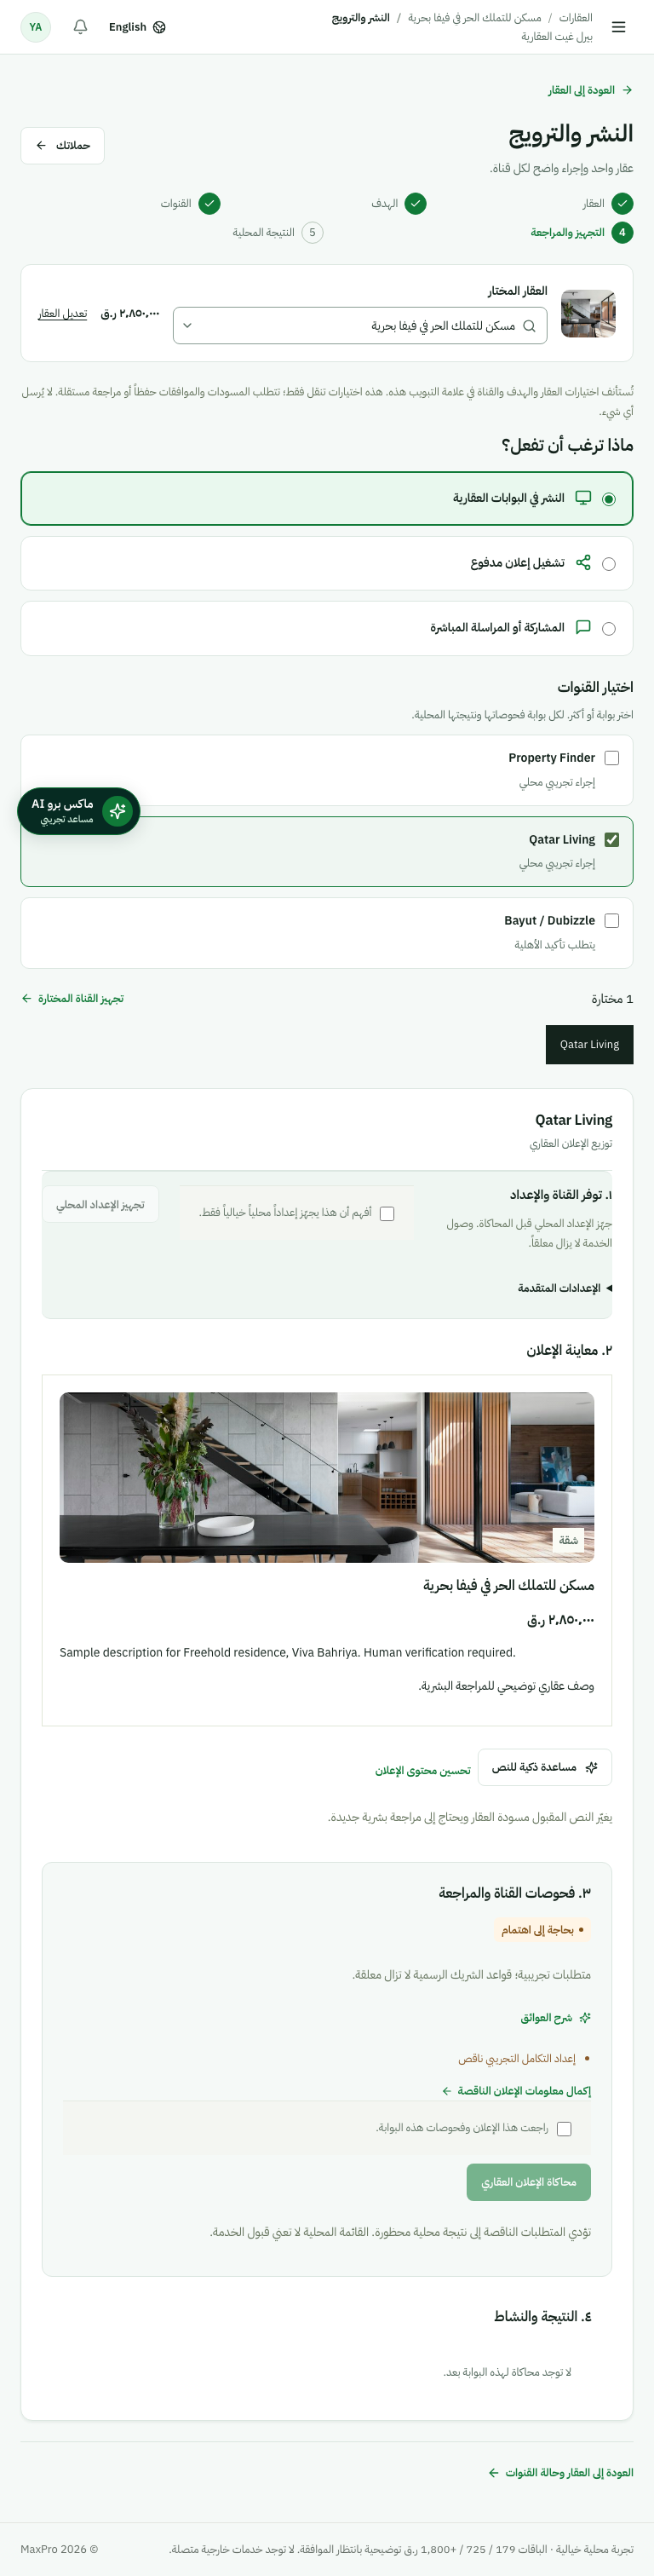 العقارات / مسكن للتملك الحر في فيفا بحرية / النشر والترويج
بيرل غيت العقارية
English
YA
العودة إلى العقار
النشر والترويج
عقار واحد وإجراء واضح لكل قناة.
حملاتك
العقار
الهدف
القنوات
4 التجهيز والمراجعة
5 النتيجة المحلية
العقار المختار
مسكن للتملك الحر في فيفا بحرية
٢٬٨٥٠٬٠٠٠ ر.ق
تعديل العقار
تُستأنف اختيارات العقار والهدف والقناة في علامة التبويب هذه. هذه اختيارات تنقل فقط؛ تتطلب المسودات والموافقات حفظاً أو مراجعة مستقلة. لا يُرسل
أي شيء.
ماذا ترغب أن تفعل؟
النشر في البوابات العقارية
تشغيل إعلان مدفوع
المشاركة أو المراسلة المباشرة
اختيار القنوات
اختر بوابة أو أكثر. لكل بوابة فحوصاتها ونتيجتها المحلية.
Property Finder
إجراء تجريبي محلي
ماكس برو AI
مساعد تجريبي
Qatar Living
إجراء تجريبي محلي
Bayut / Dubizzle
يتطلب تأكيد الأهلية
1 مختارة
تجهيز القناة المختارة
Qatar Living
Qatar Living
توزيع الإعلان العقاري
١. توفر القناة والإعداد
جهّز الإعداد المحلي قبل المحاكاة. وصول
الخدمة لا يزال معلقاً.
أفهم أن هذا يجهّز إعداداً محلياً خيالياً فقط.
تجهيز الإعداد المحلي
الإعدادات المتقدمة
٢. معاينة الإعلان
شقة
مسكن للتملك الحر في فيفا بحرية
٢٬٨٥٠٬٠٠٠ ر.ق
Sample description for Freehold residence, Viva Bahriya. Human verification required.
وصف عقاري توضيحي للمراجعة البشرية.
مساعدة ذكية للنص
تحسين محتوى الإعلان
يغيّر النص المقبول مسودة العقار ويحتاج إلى مراجعة بشرية جديدة.
٣. فحوصات القناة والمراجعة
بحاجة إلى اهتمام
متطلبات تجريبية؛ قواعد الشريك الرسمية لا تزال معلقة.
شرح العوائق
إعداد التكامل التجريبي ناقص
إكمال معلومات الإعلان الناقصة
راجعت هذا الإعلان وفحوصات هذه البوابة.
محاكاة الإعلان العقاري
تؤدي المتطلبات الناقصة إلى نتيجة محلية محظورة. القائمة المحلية لا تعني قبول الخدمة.
٤. النتيجة والنشاط
لا توجد محاكاة لهذه البوابة بعد.
العودة إلى العقار وحالة القنوات
تجربة محلية خيالية · الباقات 179 / 725 / +1,800 ر.ق توضيحية بانتظار الموافقة. لا توجد خدمات خارجية متصلة.
© 2026 MaxPro